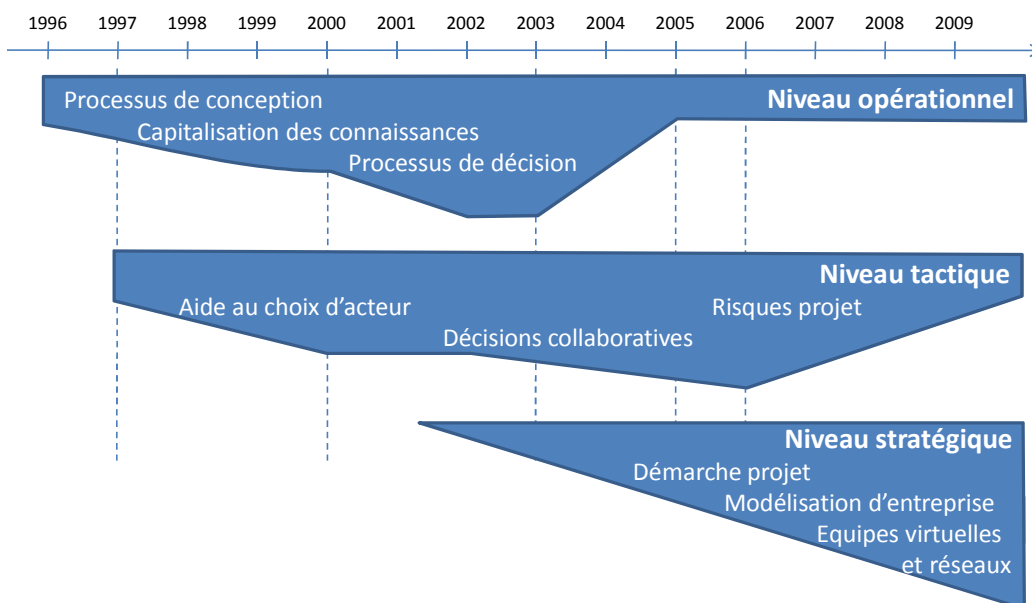 1996 1997 1998 1999 2000 2001 2002 2003 2004 2005 2006 2007 2008 2009
Processus de conception
Niveau opérationnel
Capitalisation des connaissances
Processus de décision
Niveau tactique
Aide au choix d’acteur
Risques projet
Décisions collaboratives
Niveau stratégique
Démarche projet
Modélisation d’entreprise
Equipes virtuelles
et réseaux